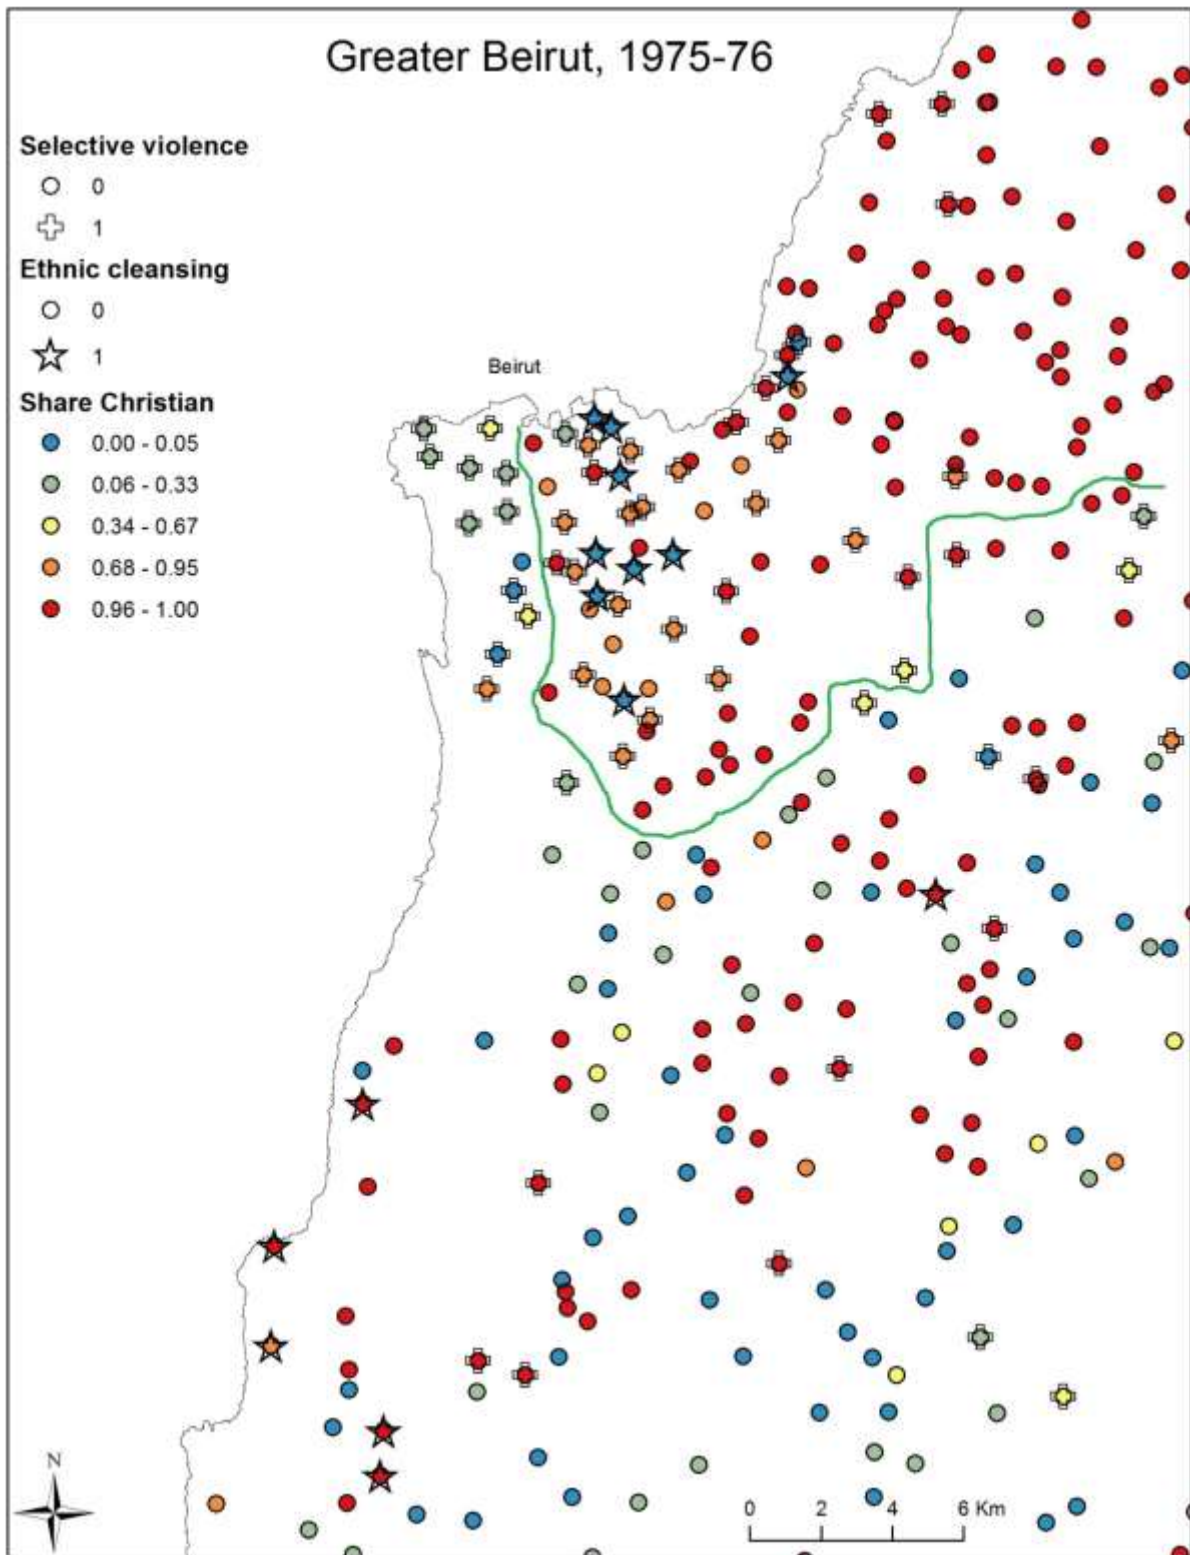 Greater Beirut, 1975-76
Selective violence
0
1
Ethnic cleansing
0
1
Share Christian
0.00 - 0.05
0.06 - 0.33
0.34 - 0.67
0.68 - 0.95
0.96 - 1.00
Beirut
N
0 2 4 6 Km